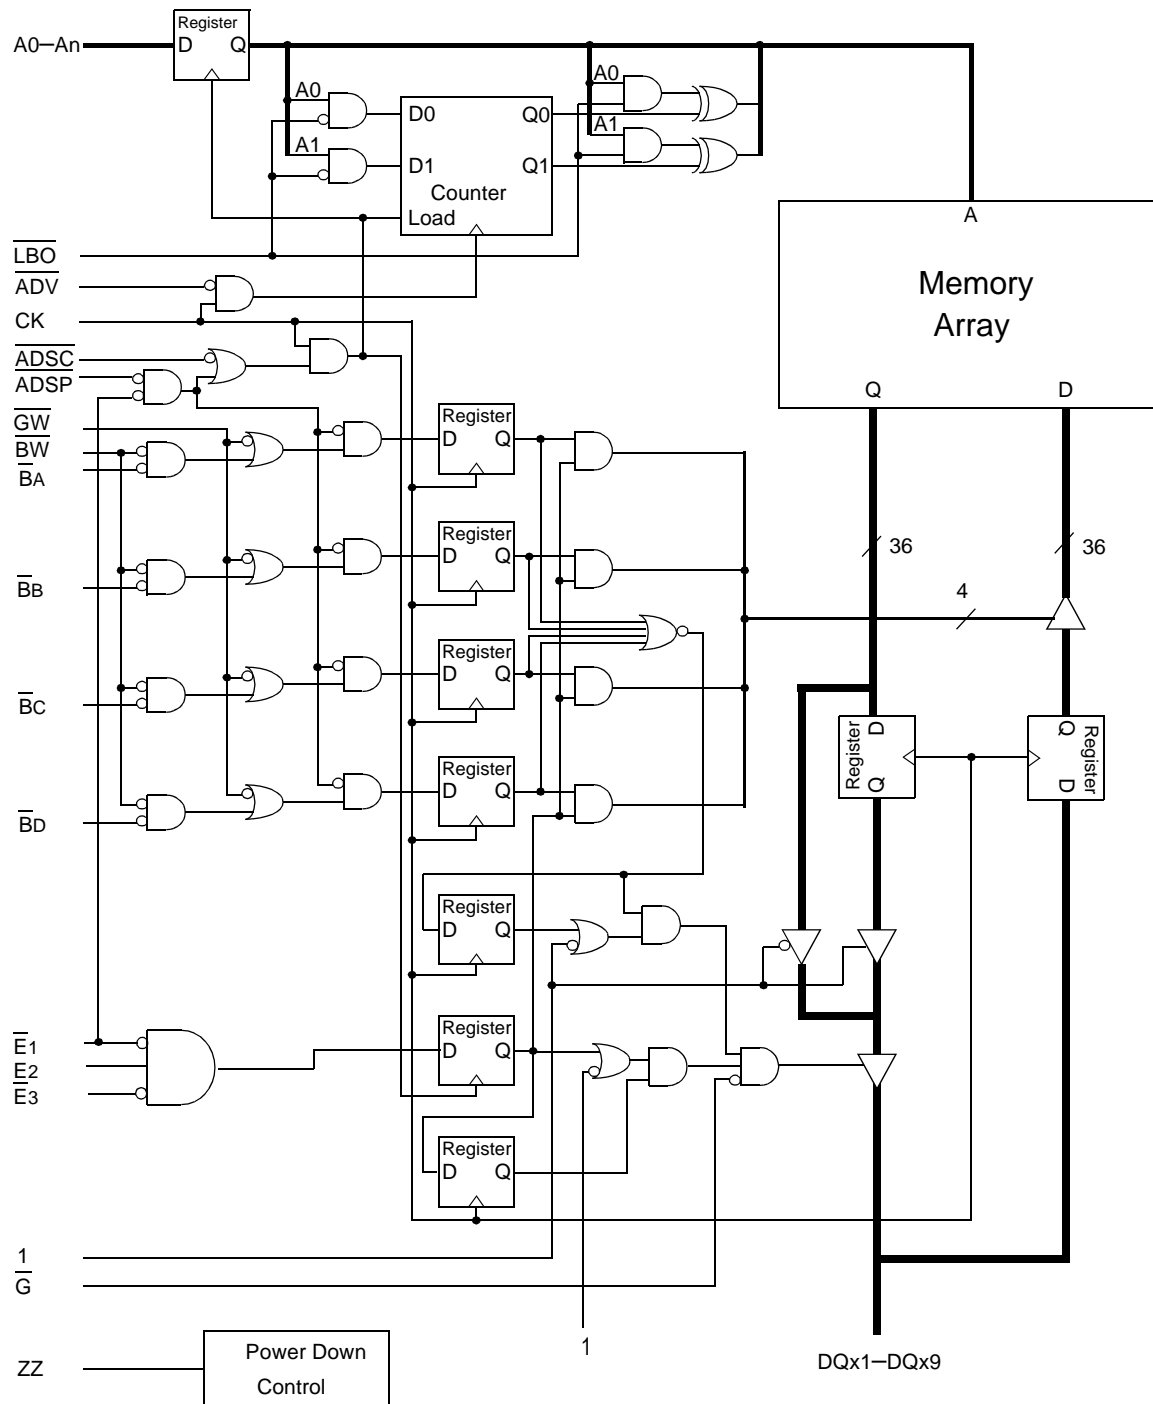 Register
A0–An
D Q
A0
A1
D0
D1
Q0
Q1
Counter
Load
A0
A1
A
Memory
Array
Q
D
LBO
ADV
CK
ADSC
ADSP
GW
BW
BA
BB
BC
BD
Register
D Q
Register
D Q
Register
D Q
Register
D Q
36
36
4
Register
D
Q
Register
Q
D
Register
D Q
Register
D Q
Register
D Q
E1
E2
E3
1
G
1
ZZ
Power Down
Control
DQx1–DQx9